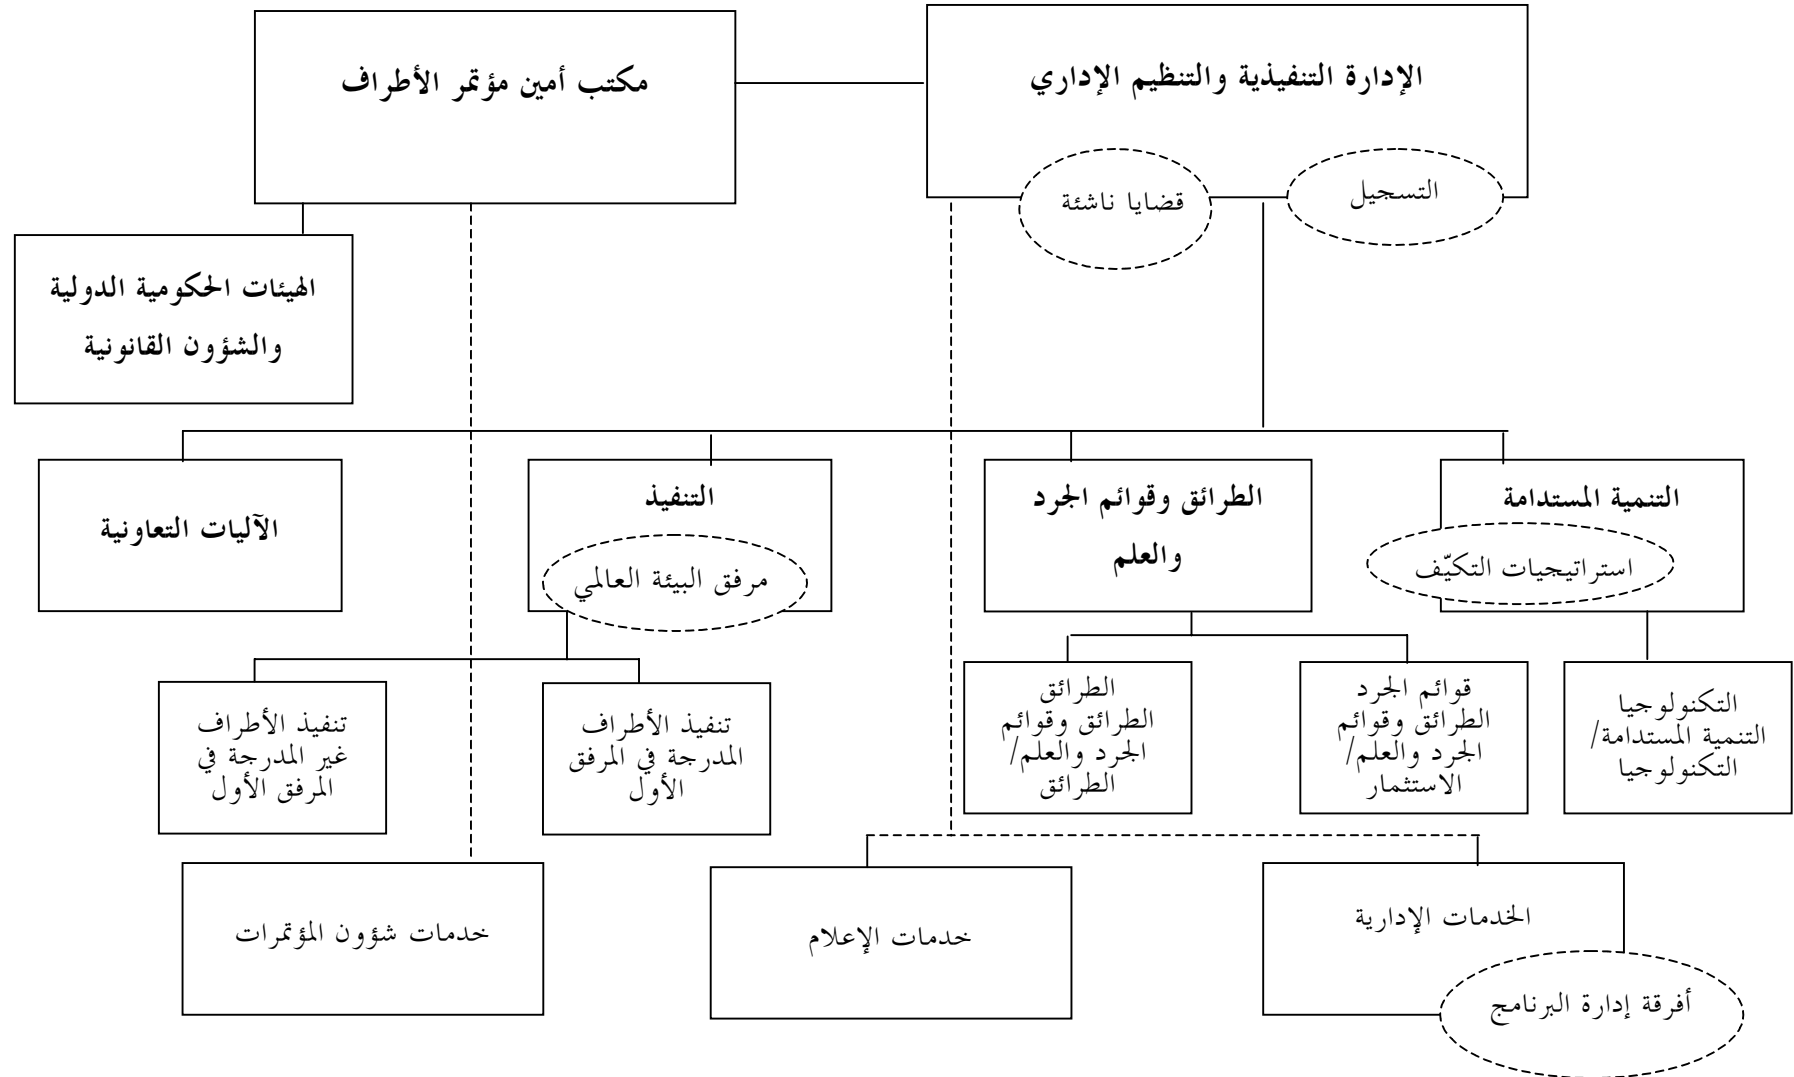 الإدارة التنفيذية والتنظيم الإداري
التسجيل
قضايا ناشئة
مكتب أمين مؤتمر الأطراف
الهيئات الحكومية الدولية
والشؤون القانونية
التنمية المستدامة
استراتيجيات التكيّف
الطرائق وقوائم الجرد
والعلم
التنفيذ
مرفق البيئة العالمي
الآليات التعاونية
التكنولوجيا
التنمية المستدامة/
التكنولوجيا
قوائم الجرد
الطرائق وقوائم
الجرد والعلم/
الاستثمار
الطرائق
الطرائق وقوائم
الجرد والعلم/
الطرائق
تنفيذ الأطراف
المدرجة في المرفق
الأول
تنفيذ الأطراف
غير المدرجة في
المرفق الأول
الخدمات الإدارية
أفرقة إدارة البرنامج
خدمات الإعلام
خدمات شؤون المؤتمرات